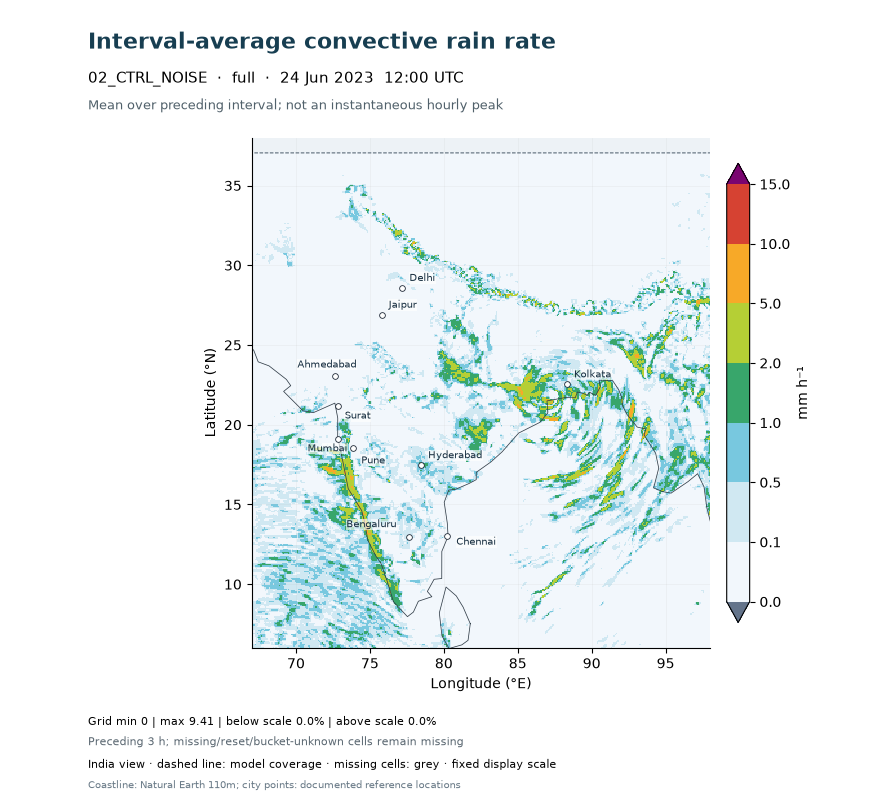 Interval-average convective rain rate
02_CTRL_NOISE · full · 24 Jun 2023 12:00 UTC
Mean over preceding interval; not an instantaneous hourly peak
35
30
25
20
15
10
Latitude (°N)
Delhi
Jaipur
Ahmedabad
Kolkata
Surat
Mumbai
Pune
Hyderabad
Bengaluru
Chennai
70
75
80
85
90
95
Longitude (°E)
15.0
10.0
5.0
2.0
1.0
0.5
0.1
0.0
mm h⁻¹
Grid min 0 | max 9.41 | below scale 0.0% | above scale 0.0%
Preceding 3 h; missing/reset/bucket-unknown cells remain missing
India view · dashed line: model coverage · missing cells: grey · fixed display scale
Coastline: Natural Earth 110m; city points: documented reference locations